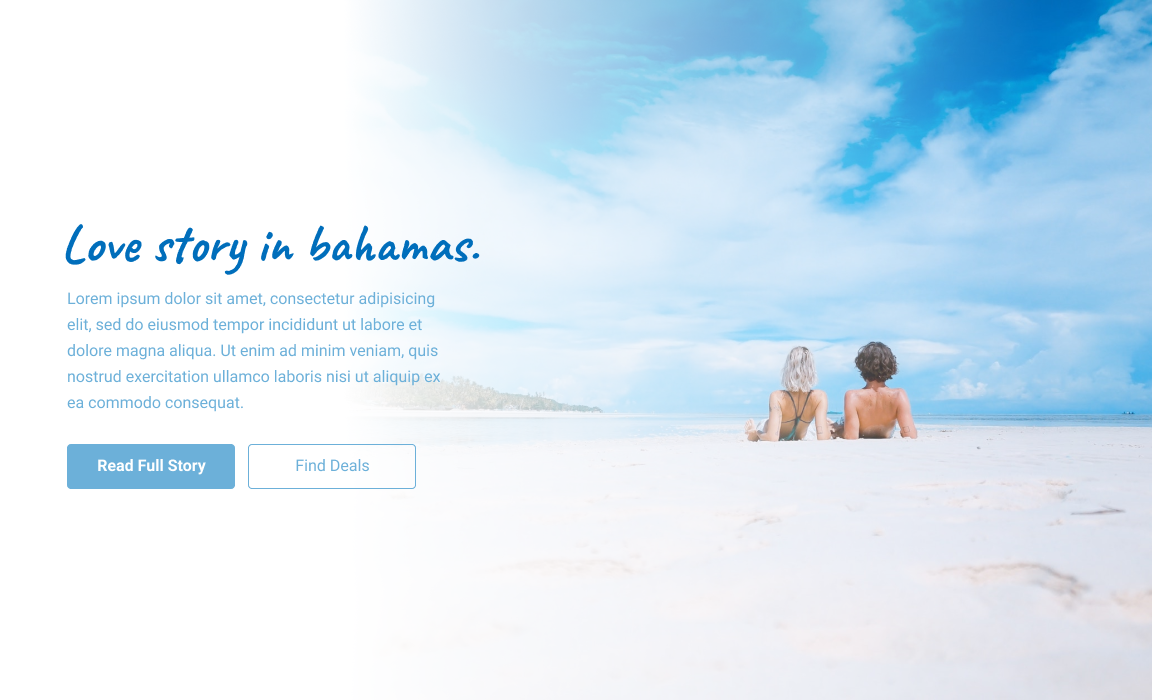 Love story in bahamas.
Lorem ipsum dolor sit amet, consectetur adipisicing
elit, sed do eiusmod tempor incididunt ut labore et
dolore magna aliqua. Ut enim ad minim veniam, quis
nostrud exercitation ullamco laboris nisi ut aliquip ex
ea commodo consequat.
Read Full Story
Find Deals